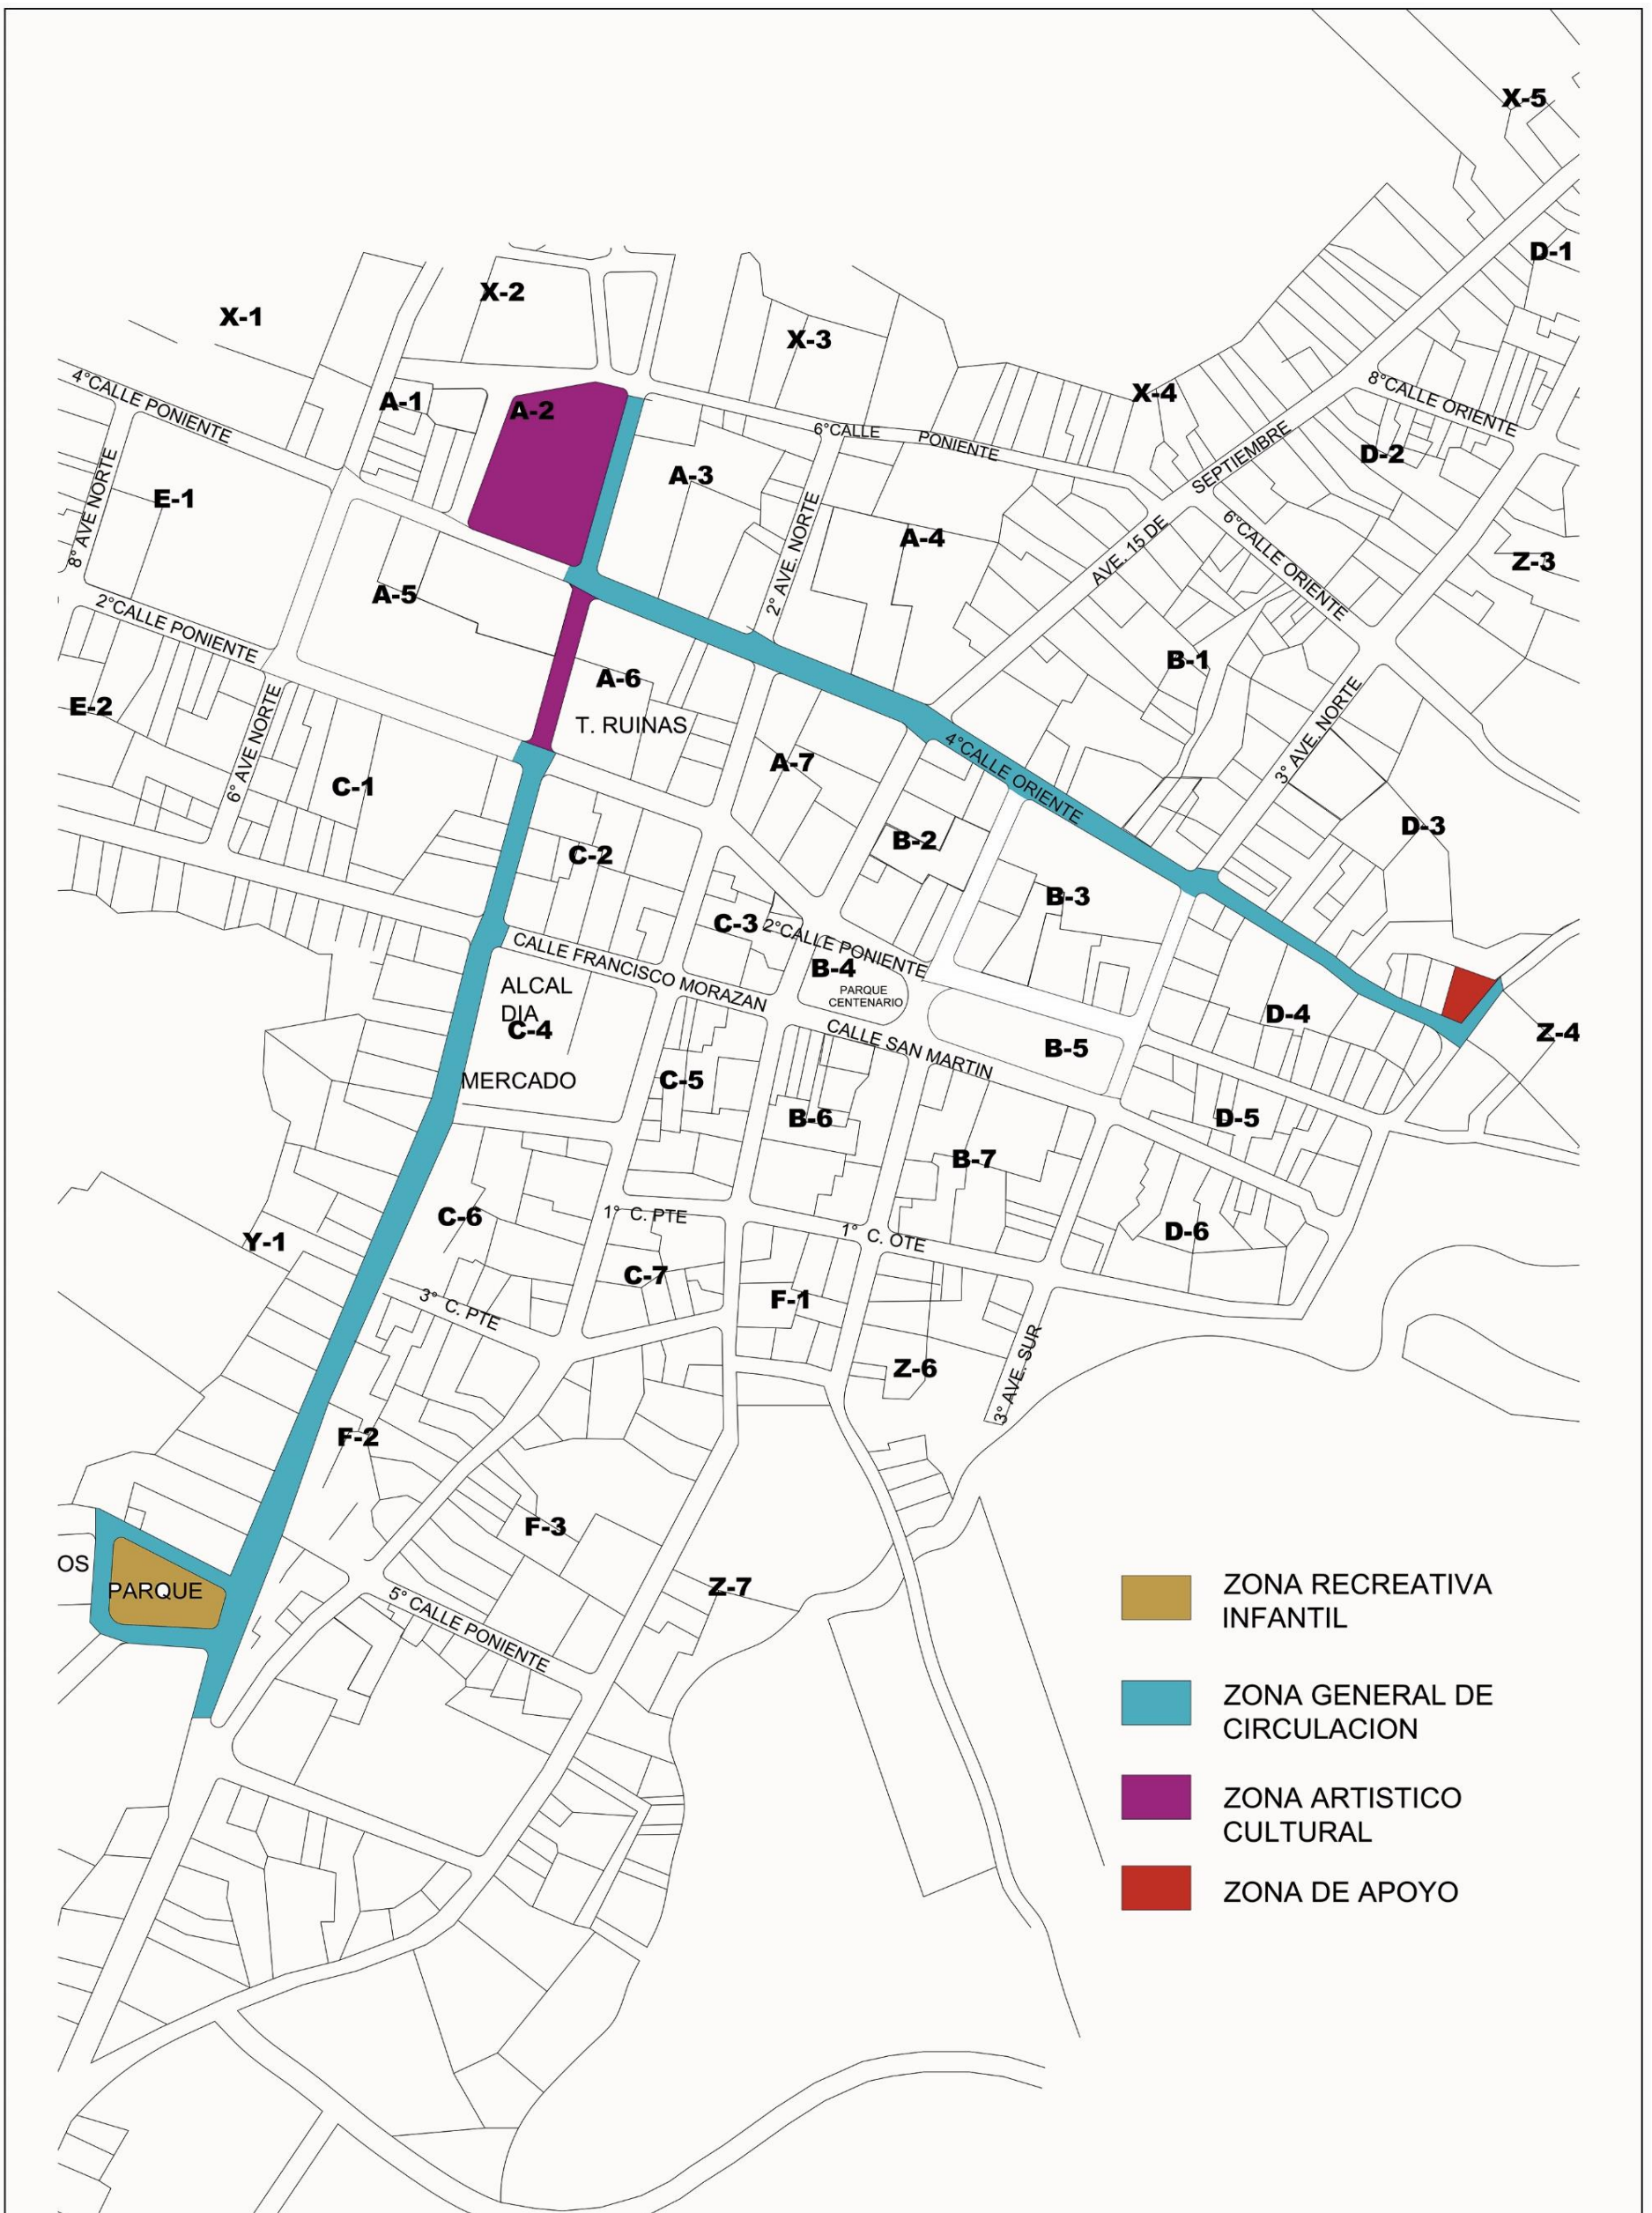 X-5
D-1
X-2
X-1
X-3
4°CALLE PONIENTE
A-1
A-2
X-4
8°CALLE ORIENTE
6°CALLE PONIENTE
SEPTIEMBRE
D-2
A-3
E-1
8° AVE NORTE
2° AVE. NORTE
A-4
AVE. 15 DE
6°CALLE ORIENTE
Z-3
A-5
2°CALLE PONIENTE
B-1
A-6
E-2
6° AVE NORTE
T. RUINAS
3° AVE. NORTE
A-7
4°CALLE ORIENTE
C-1
D-3
B-2
C-2
B-3
C-3
2°CALLE PONIENTE
CALLE FRANCISCO MORAZAN
B-4
PARQUE
CENTENARIO
ALCAL
DIA
C-4
D-4
Z-4
CALLE SAN MARTIN
B-5
MERCADO
C-5
B-6
D-5
B-7
C-6
1° C. PTE
1° C. OTE
D-6
Y-1
C-7
3° C. PTE
F-1
3° AVE. SUR
Z-6
F-2
F-3
OS
PARQUE
Z-7
5° CALLE PONIENTE
ZONA RECREATIVA
INFANTIL
ZONA GENERAL DE
CIRCULACION
ZONA ARTISTICO
CULTURAL
ZONA DE APOYO